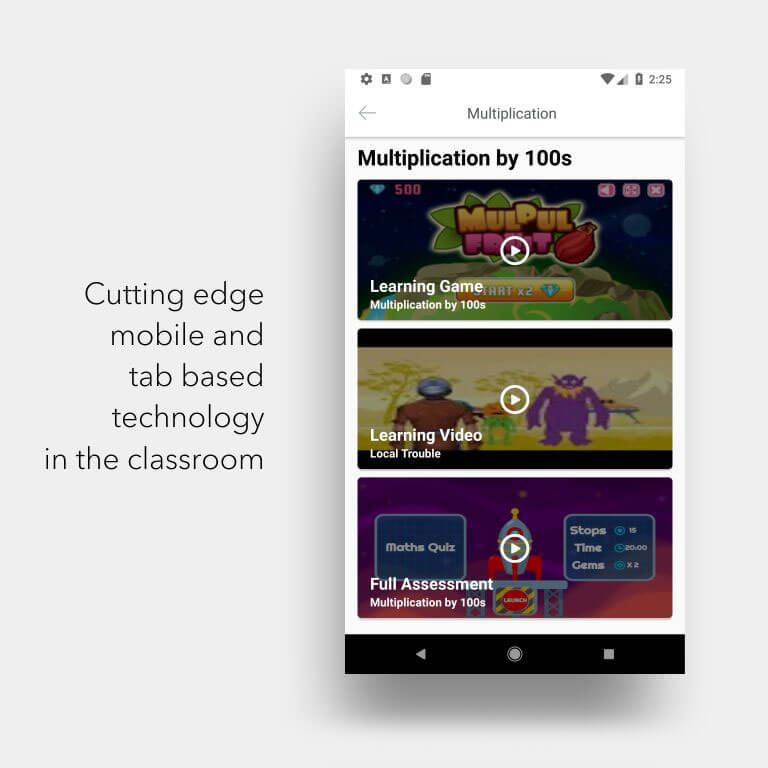 Cutting edge
mobile and
tab based
technology
in the classroom
2:25
Multiplication
Multiplication by 100s
500
MULPUL
FRUIT
START x2
Learning Game
Multiplication by 100s
Learning Video
Local Trouble
Maths Quiz
Stops 15
Time 20:00
Gems X 2
LAUNCH
Full Assessment
Multiplication by 100s